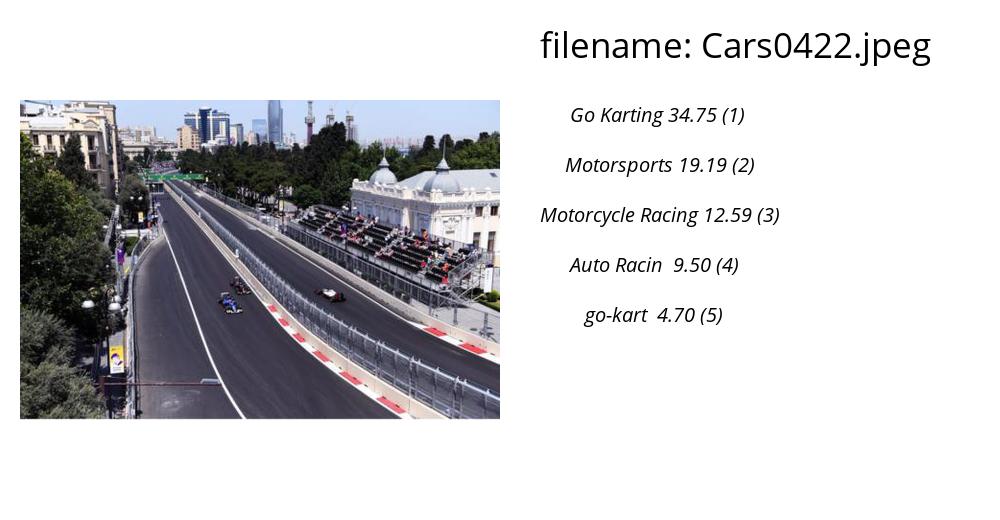 filename: Cars0422.jpeg
Go Karting 34.75 (1)
Motorsports 19.19 (2)
Motorcycle Racing 12.59 (3)
Auto Racin 9.50 (4)
go-kart 4.70 (5)